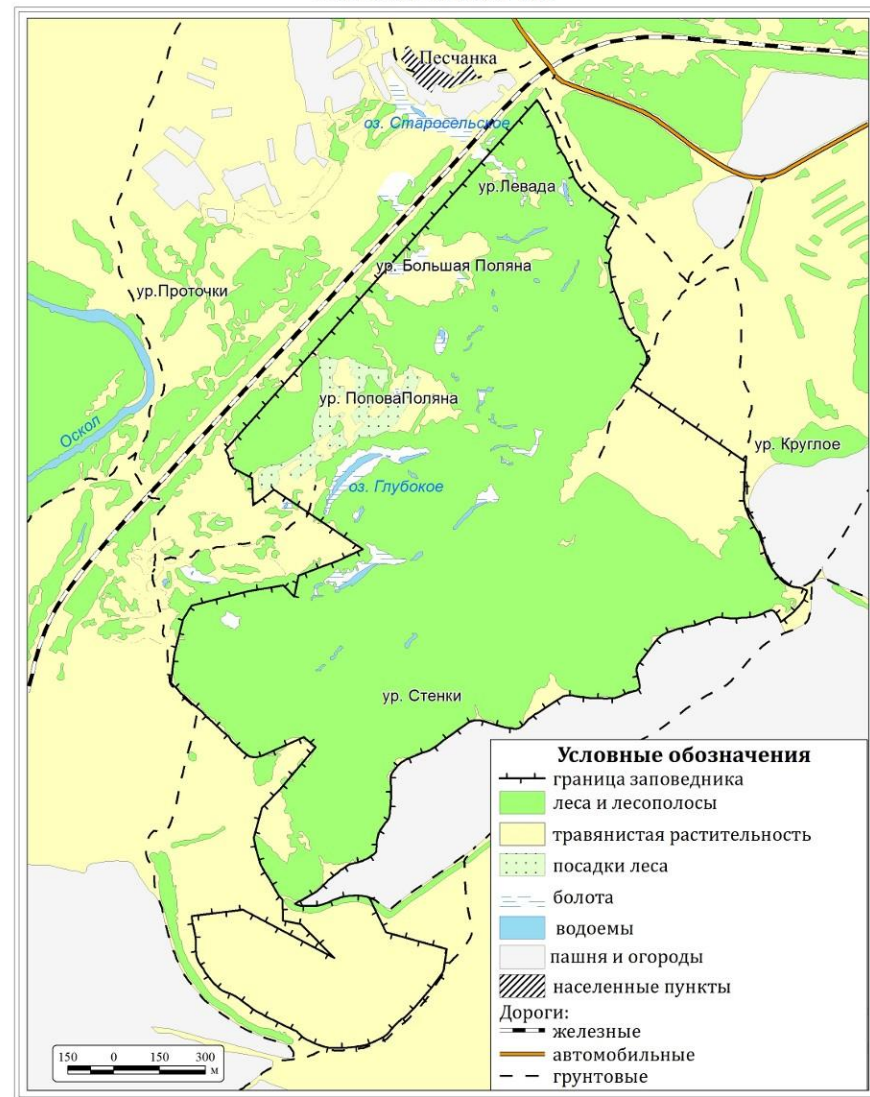 Песчанка
оз. Старосельское
ур.Левада
ур. Большая Поляна
ур.Проточки
ур. ПоповаПоляна
Оскол
ур. Круглое
оз. Глубокое
ур. Стенки
Условные обозначения
граница заповедника
леса и лесополосы
травянистая растительность
посадки леса
болота
водоемы
пашня и огороды
населенные пункты
Дороги:
железные
автомобильные
грунтовые
150 0 150 300
м